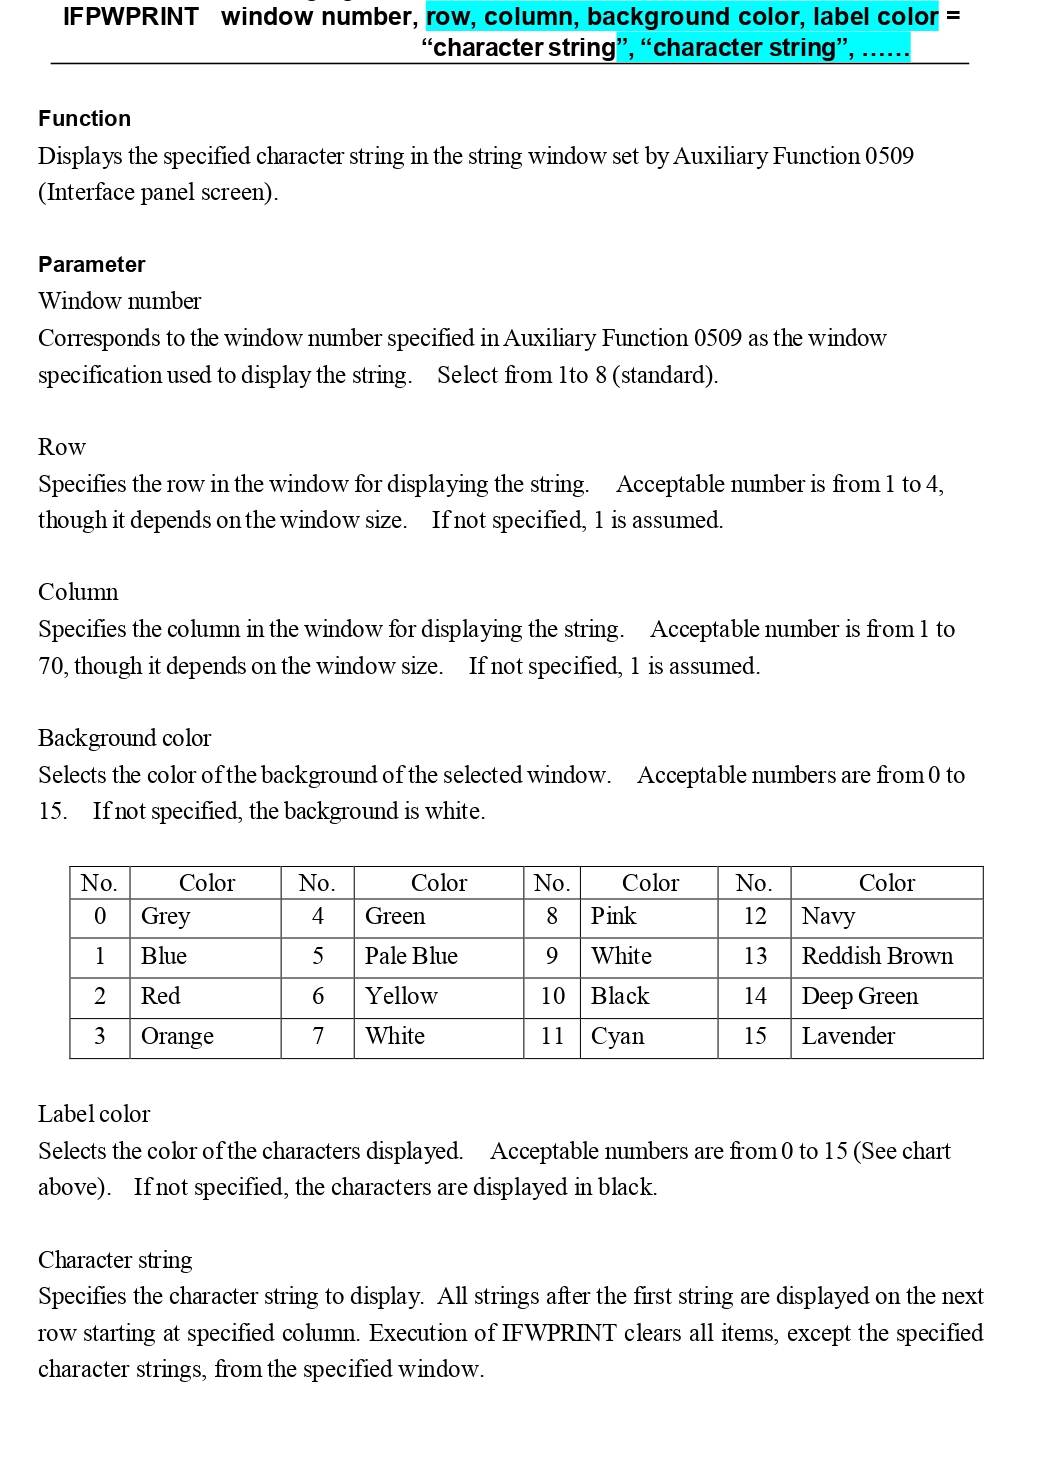 IFPWPRINT window number, row, column, background color, label color =
“character string”, “character string”, ……
Function
Displays the specified character string in the string window set by Auxiliary Function 0509
(Interface panel screen).
Parameter
Window number
Corresponds to the window number specified in Auxiliary Function 0509 as the window
specification used to display the string. Select from 1to 8 (standard).
Row
Specifies the row in the window for displaying the string. Acceptable number is from 1 to 4,
though it depends on the window size. If not specified, 1 is assumed.
Column
Specifies the column in the window for displaying the string. Acceptable number is from 1 to
70, though it depends on the window size. If not specified, 1 is assumed.
Background color
Selects the color of the background of the selected window. Acceptable numbers are from 0 to
15. If not specified, the background is white.
No. Color No. Color No. Color No. Color
0 Grey 4 Green 8 Pink 12 Navy
1 Blue 5 Pale Blue 9 White 13 Reddish Brown
2 Red 6 Yellow 10 Black 14 Deep Green
3 Orange 7 White 11 Cyan 15 Lavender
Label color
Selects the color of the characters displayed. Acceptable numbers are from 0 to 15 (See chart
above). If not specified, the characters are displayed in black.
Character string
Specifies the character string to display. All strings after the first string are displayed on the next
row starting at specified column. Execution of IFWPRINT clears all items, except the specified
character strings, from the specified window.